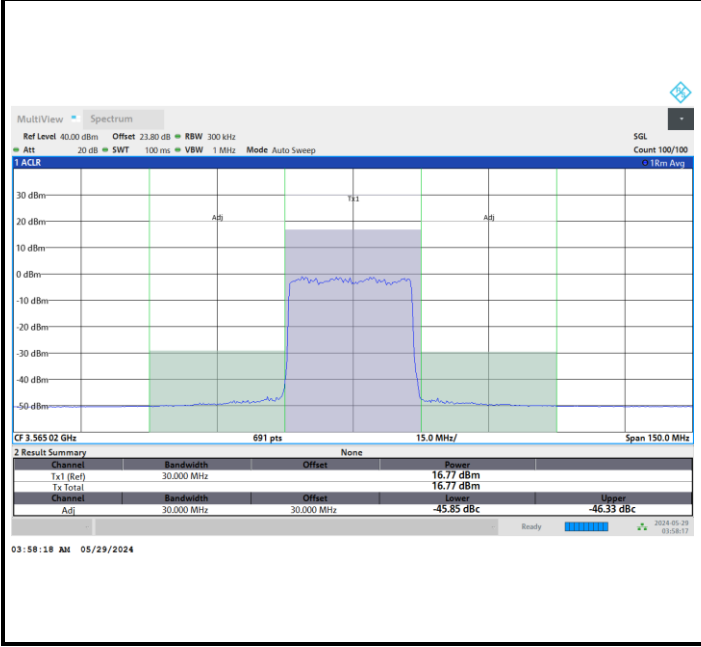 MultiView Spectrum
Ref Level 40.00 dBm Offset 23.80 dB RBW 300 kHz SGL
Att 20 dB SWT 100 ms VBW 1 MHz Mode Auto Sweep Count 100/100
1 ACLR 1Rm Avg
30 dBm
Tx1
20 dBm Adj Adj
10 dBm
0 dBm
-10 dBm
-20 dBm
-30 dBm
-40 dBm
-50 dBm
CF 3.565 02 GHz 691 pts 15.0 MHz/ Span 150.0 MHz
2 Result Summary None
Channel Bandwidth Offset Power
Tx1 (Ref) 30.000 MHz 16.77 dBm
Tx Total 16.77 dBm
Channel Bandwidth Offset Lower Upper
Adj 30.000 MHz 30.000 MHz -45.85 dBc -46.33 dBc
Ready 2024-05-29
03:58:17
03:58:18 AM 05/29/2024